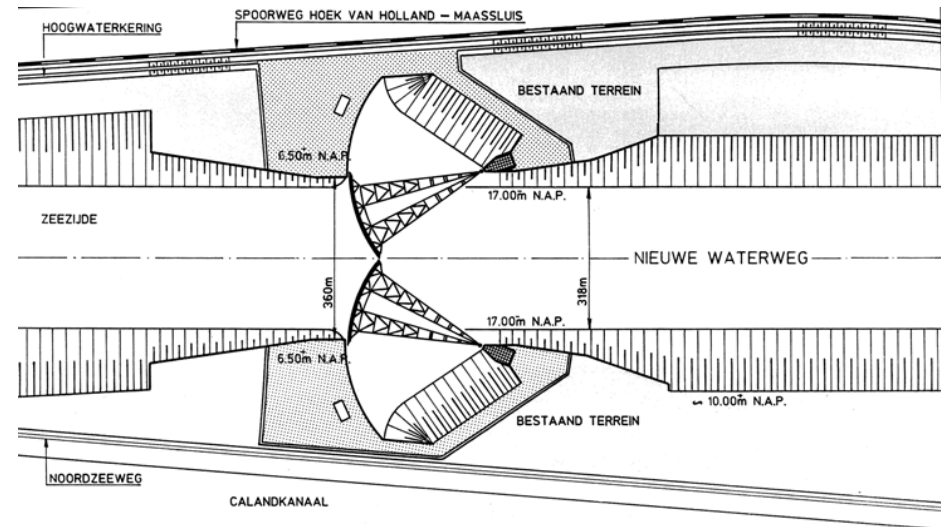 SPOORWEG HOEK VAN HOLLAND – MAASSLUIS
HOOGWATERKERING
BESTAAND TERREIN
6.50m N.A.P.
17.00m N.A.P.
ZEEZIJDE
NIEUWE WATERWEG
360m
318m
17.00m N.A.P.
6.50m N.A.P.
10.00m N.A.P.
BESTAAND TERREIN
NOORDZEEWEG
CALANDKANAAL